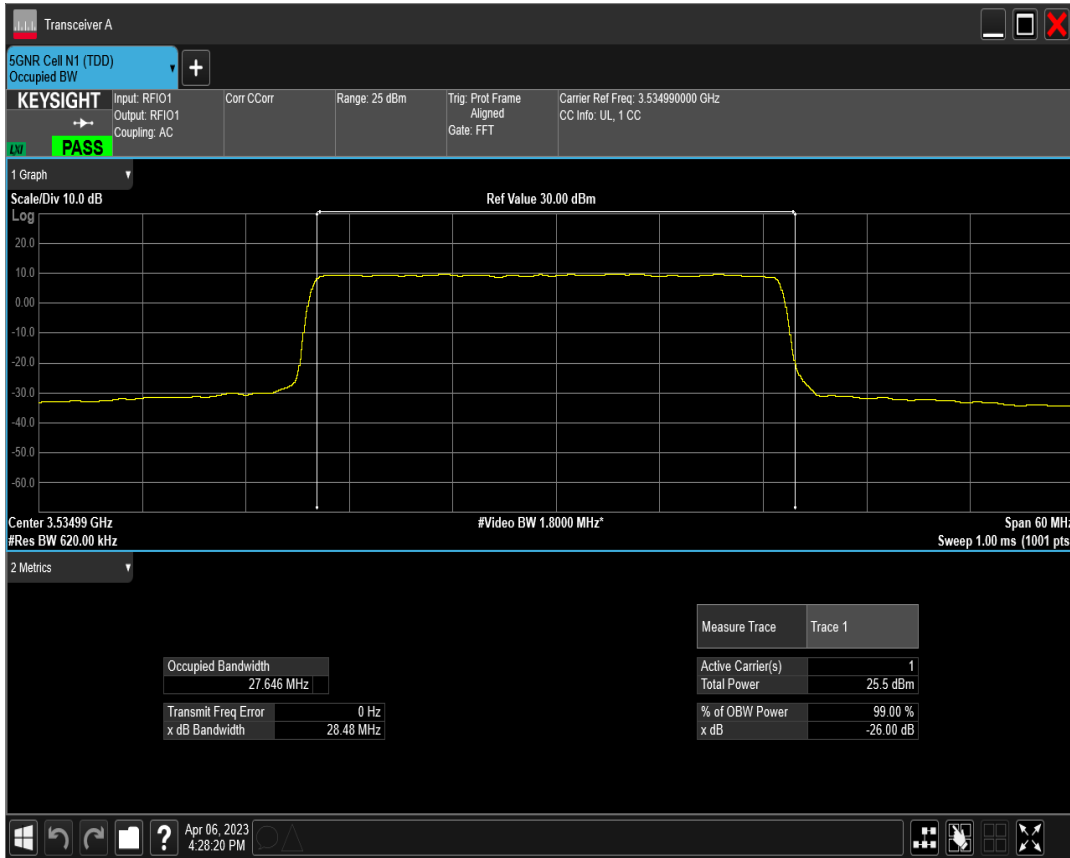 Transceiver A
5GNR Cell N1 (TDD)
Occupied BW
+
KEYSIGHT
LXI
PASS
Input: RFIO1
Output: RFIO1
Coupling: AC
Corr CCorr
Range: 25 dBm
Trig: Prot Frame
Aligned
Gate: FFT
Carrier Ref Freq: 3.534990000 GHz
CC Info: UL, 1 CC
1 Graph
Scale/Div 10.0 dB
Ref Value 30.00 dBm
Log
20.0
10.0
0.00
-10.0
-20.0
-30.0
-40.0
-50.0
-60.0
Center 3.53499 GHz
#Video BW 1.8000 MHz*
Span 60 MHz
#Res BW 620.00 kHz
Sweep 1.00 ms (1001 pts
2 Metrics
Measure Trace Trace 1
Occupied Bandwidth
27.646 MHz
Active Carrier(s) 1
Total Power 25.5 dBm
Transmit Freq Error 0 Hz
x dB Bandwidth 28.48 MHz
% of OBW Power 99.00 %
x dB -26.00 dB
?
Apr 06, 2023
4:28:20 PM